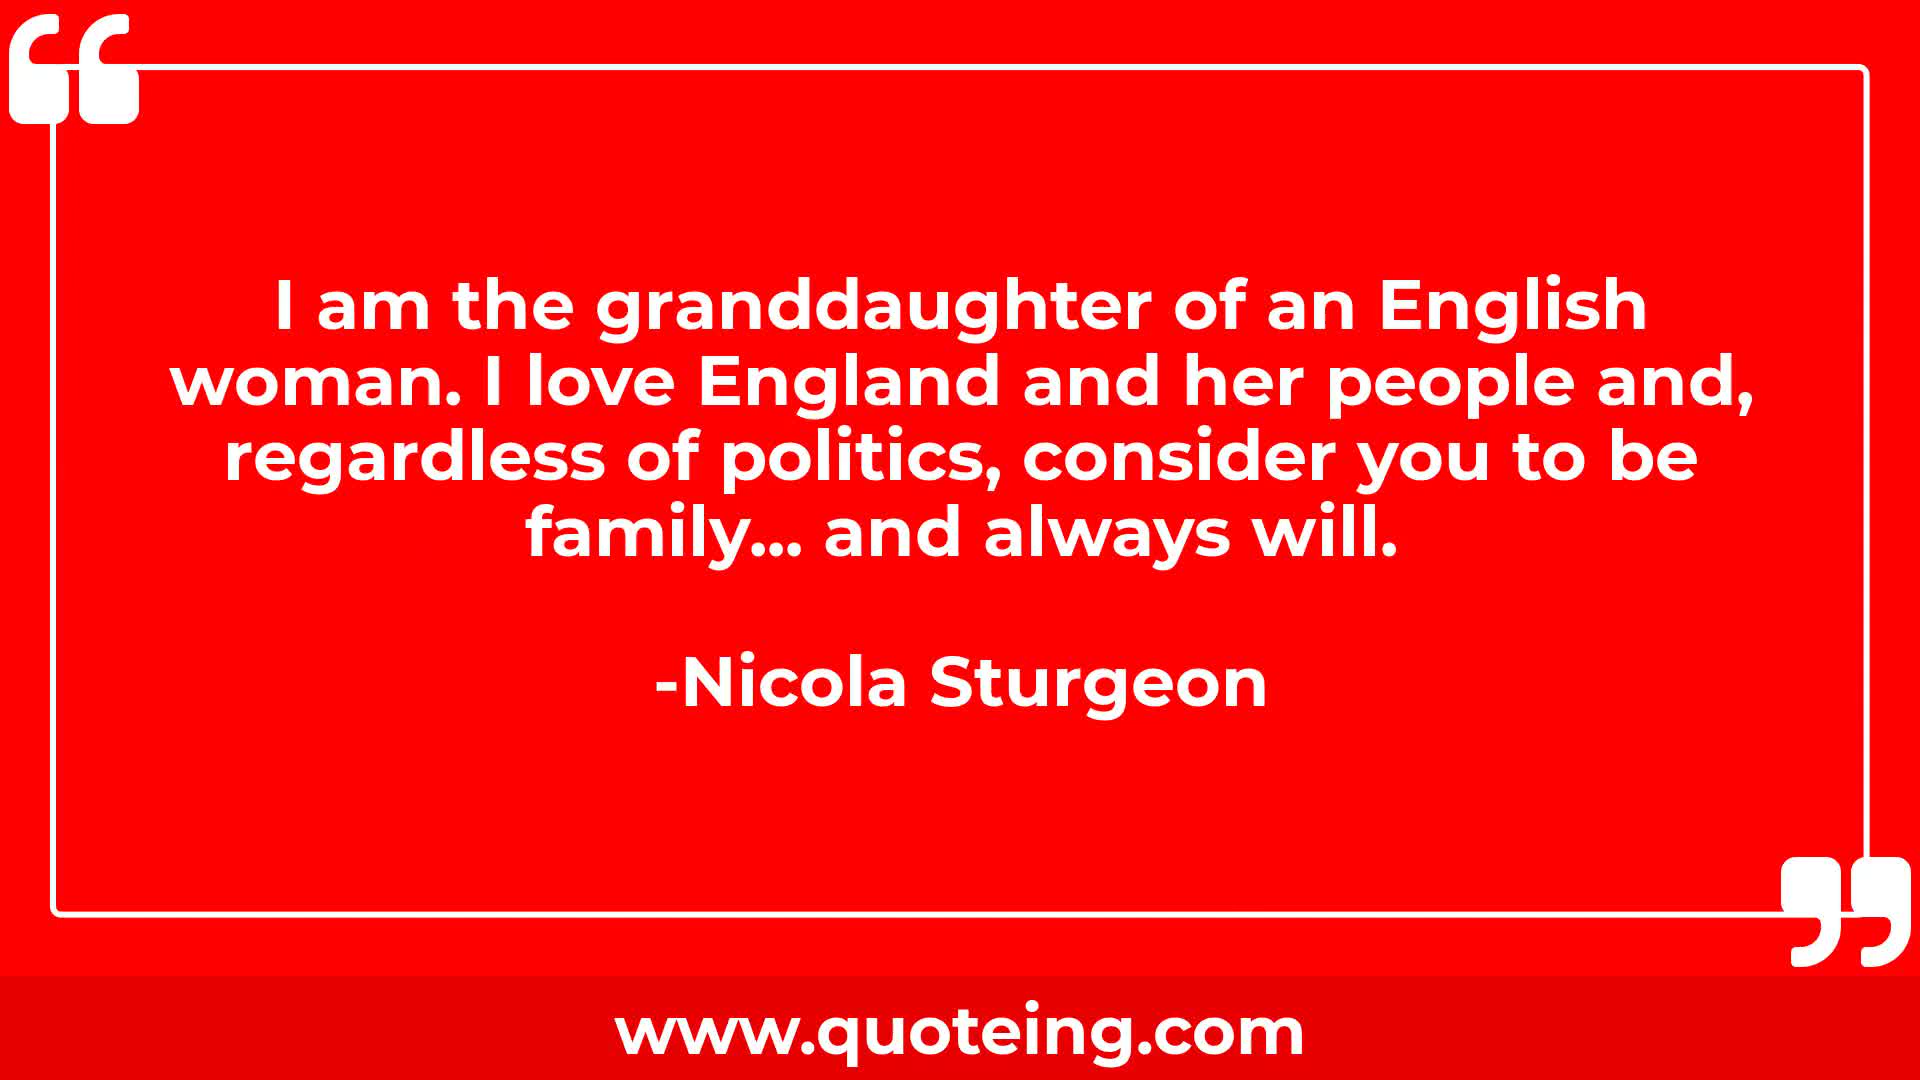 I am the granddaughter of an English
woman. I love England and her people and,
regardless of politics, consider you to be
family... and always will.
-Nicola Sturgeon
www.quoteing.com